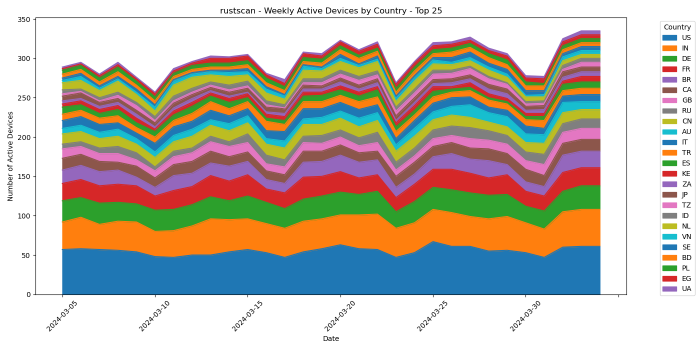 rustscan - Weekly Active Devices by Country - Top 25
Number of Active Devices
350
300
250
200
150
100
50
0
2024-03-05
2024-03-10
2024-03-15
2024-03-20
2024-03-25
2024-03-30
Date
Country
US
IN
DE
FR
BR
CA
GB
RU
CN
AU
IT
TR
ES
KE
ZA
JP
TZ
ID
NL
VN
SE
BD
PL
EG
UA